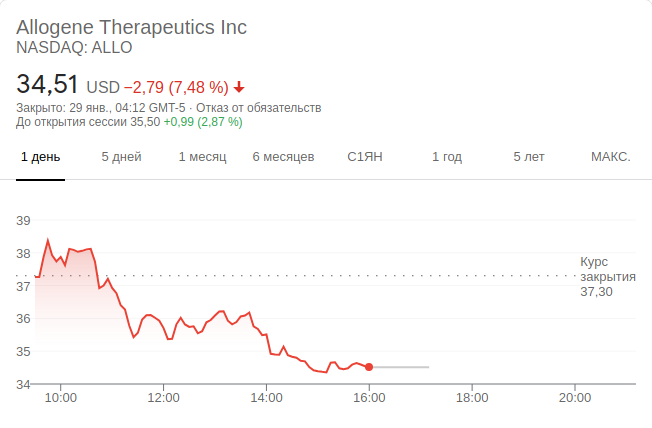 Allogene Therapeutics Inc
NASDAQ: ALLO
34,51 USD −2,79 (7,48 %)
Закрыто: 29 янв., 04:12 GMT-5 · Отказ от обязательств
До открытия сессии 35,50 +0,99 (2,87 %)
1 день 5 дней 1 месяц 6 месяцев С1ЯН 1 год 5 лет МАКС.
39
38
37
36
35
34
Курс
закрытия
37,30
10:00 12:00 14:00 16:00 18:00 20:00